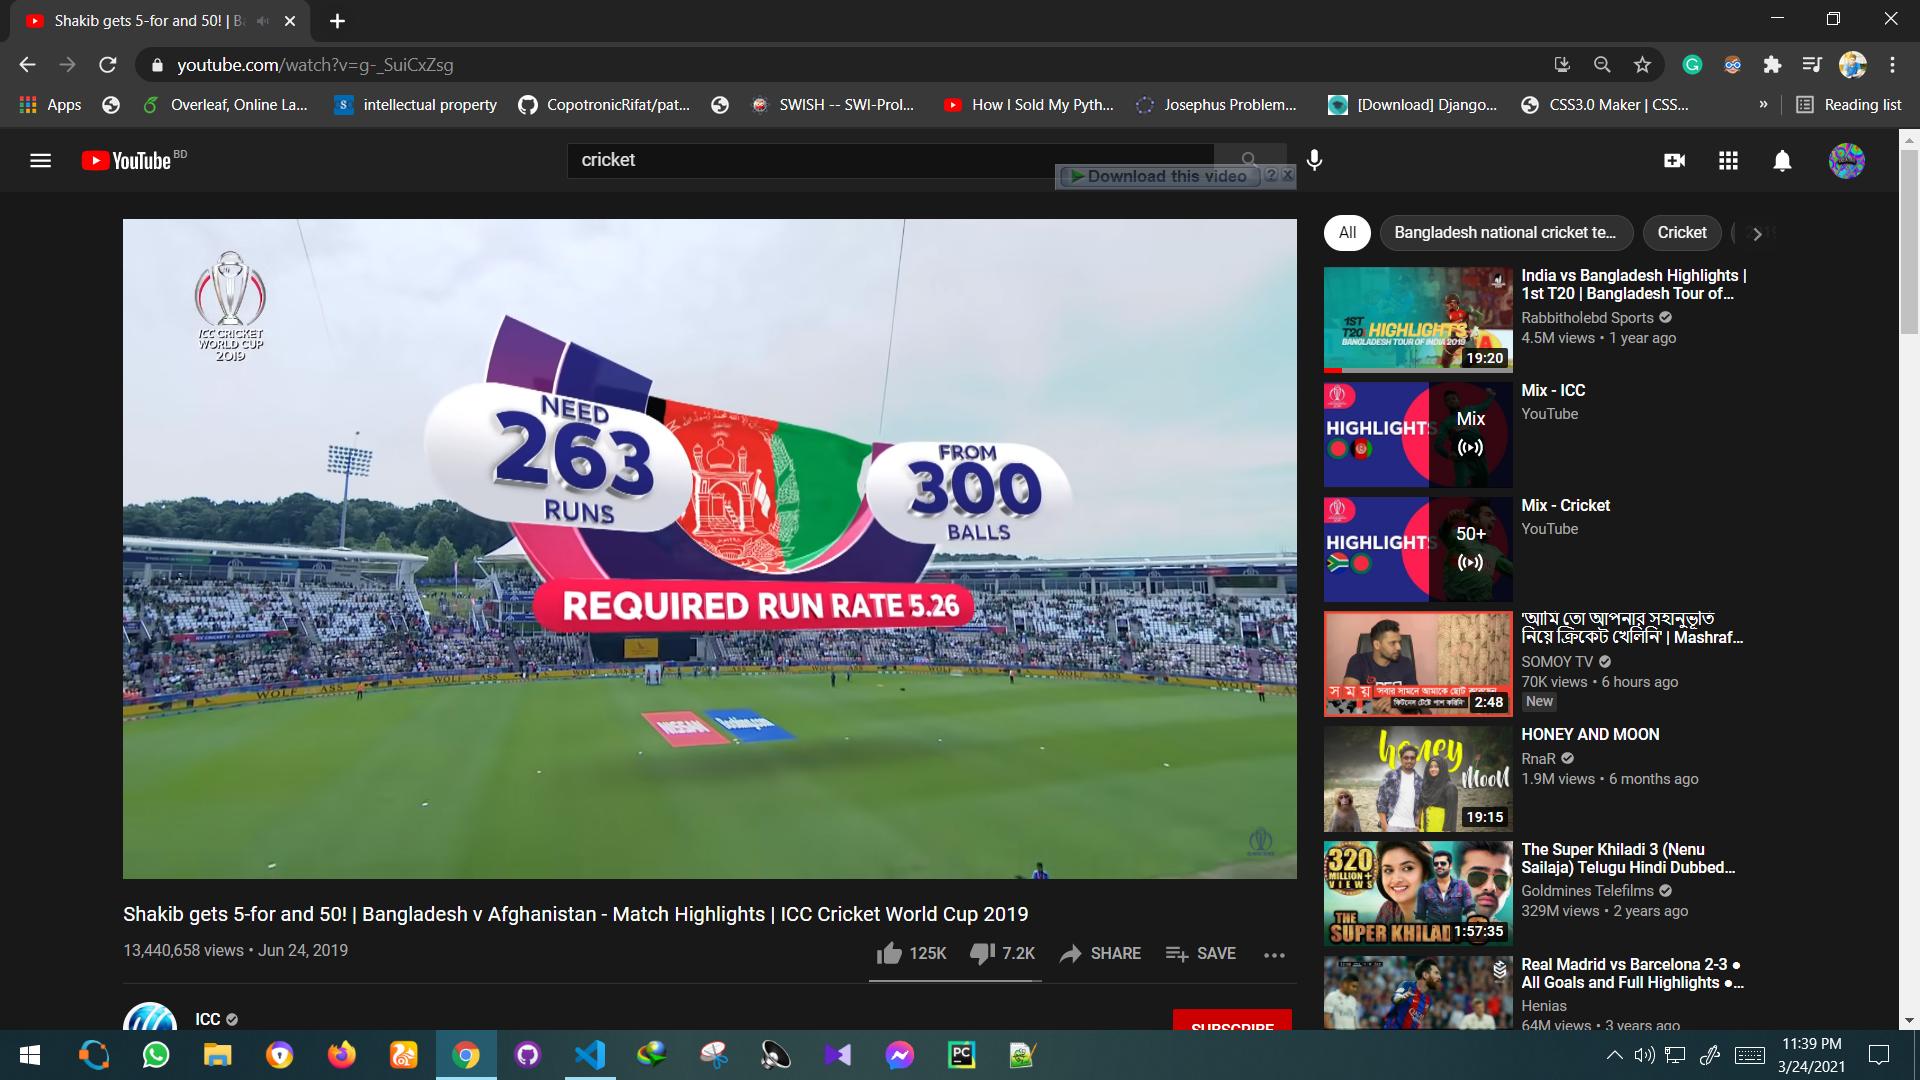 Shakib gets 5-for and 50! | Ba
youtube.com/watch?v=g-_SuiCxZsg
Apps
Overleaf, Online La...
intellectual property
CopotronicRifat/pat...
SWISH -- SWI-Prol...
How I Sold My Pyth...
Josephus Problem...
[Download] Django...
CSS3.0 Maker | CSS...
»
Reading list
YouTube BD
cricket
Download this video ? X
ICC CRICKET
WORLD CUP
2019
NEED
263
RUNS
FROM
300
BALLS
REQUIRED RUN RATE 5.26
NISSAN
Booking.com
Shakib gets 5-for and 50! | Bangladesh v Afghanistan - Match Highlights | ICC Cricket World Cup 2019
13,440,658 views • Jun 24, 2019
125K
7.2K
SHARE
SAVE
ICC
SUBSCRIBE
All
Bangladesh national cricket te...
Cricket
1ST
T20 HIGHLIGHTS
BANGLADESH TOUR OF INDIA 2019
19:20
India vs Bangladesh Highlights |
1st T20 | Bangladesh Tour of...
Rabbitholebd Sports
4.5M views • 1 year ago
HIGHLIGHTS
Mix
Mix - ICC
YouTube
HIGHLIGHTS
50+
Mix - Cricket
YouTube
সময়
2:48
'আমি তো আপনার সহানুভূতি
নিয়ে ক্রিকেট খেলিনি' | Mashraf...
SOMOY TV
70K views • 6 hours ago
New
honey
MOON
19:15
HONEY AND MOON
RnaR
1.9M views • 6 months ago
320
MILLION+
VIEWS
THE
SUPER KHILADI
1:57:35
The Super Khiladi 3 (Nenu
Sailaja) Telugu Hindi Dubbed...
Goldmines Telefilms
329M views • 2 years ago
Real Madrid vs Barcelona 2-3 ●
All Goals and Full Highlights ●...
Henias
64M views • 3 years ago
PC
11:39 PM
3/24/2021